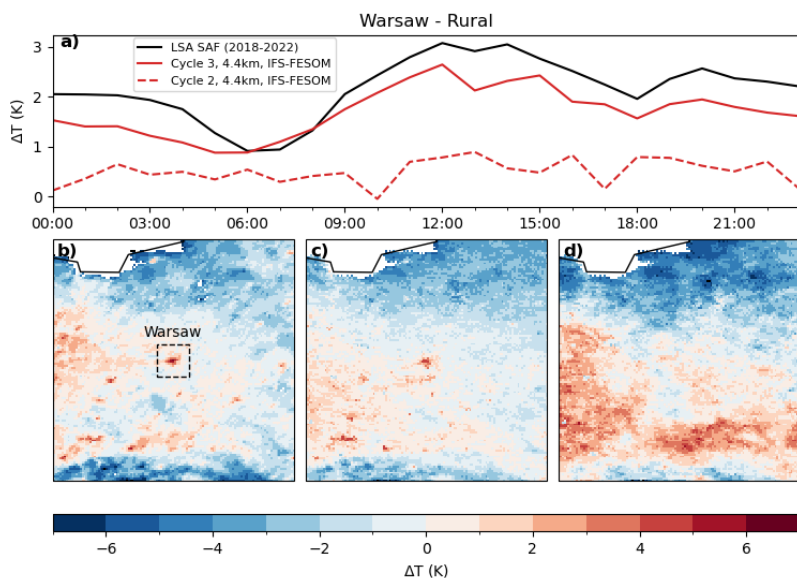 Warsaw - Rural
a)
LSA SAF (2018-2022)
Cycle 3, 4.4km, IFS-FESOM
Cycle 2, 4.4km, IFS-FESOM
ΔT (K)
3
2
1
0
00:00 03:00 06:00 09:00 12:00 15:00 18:00 21:00
b) c) d)
Warsaw
−6 −4 −2 0 2 4 6
ΔT (K)